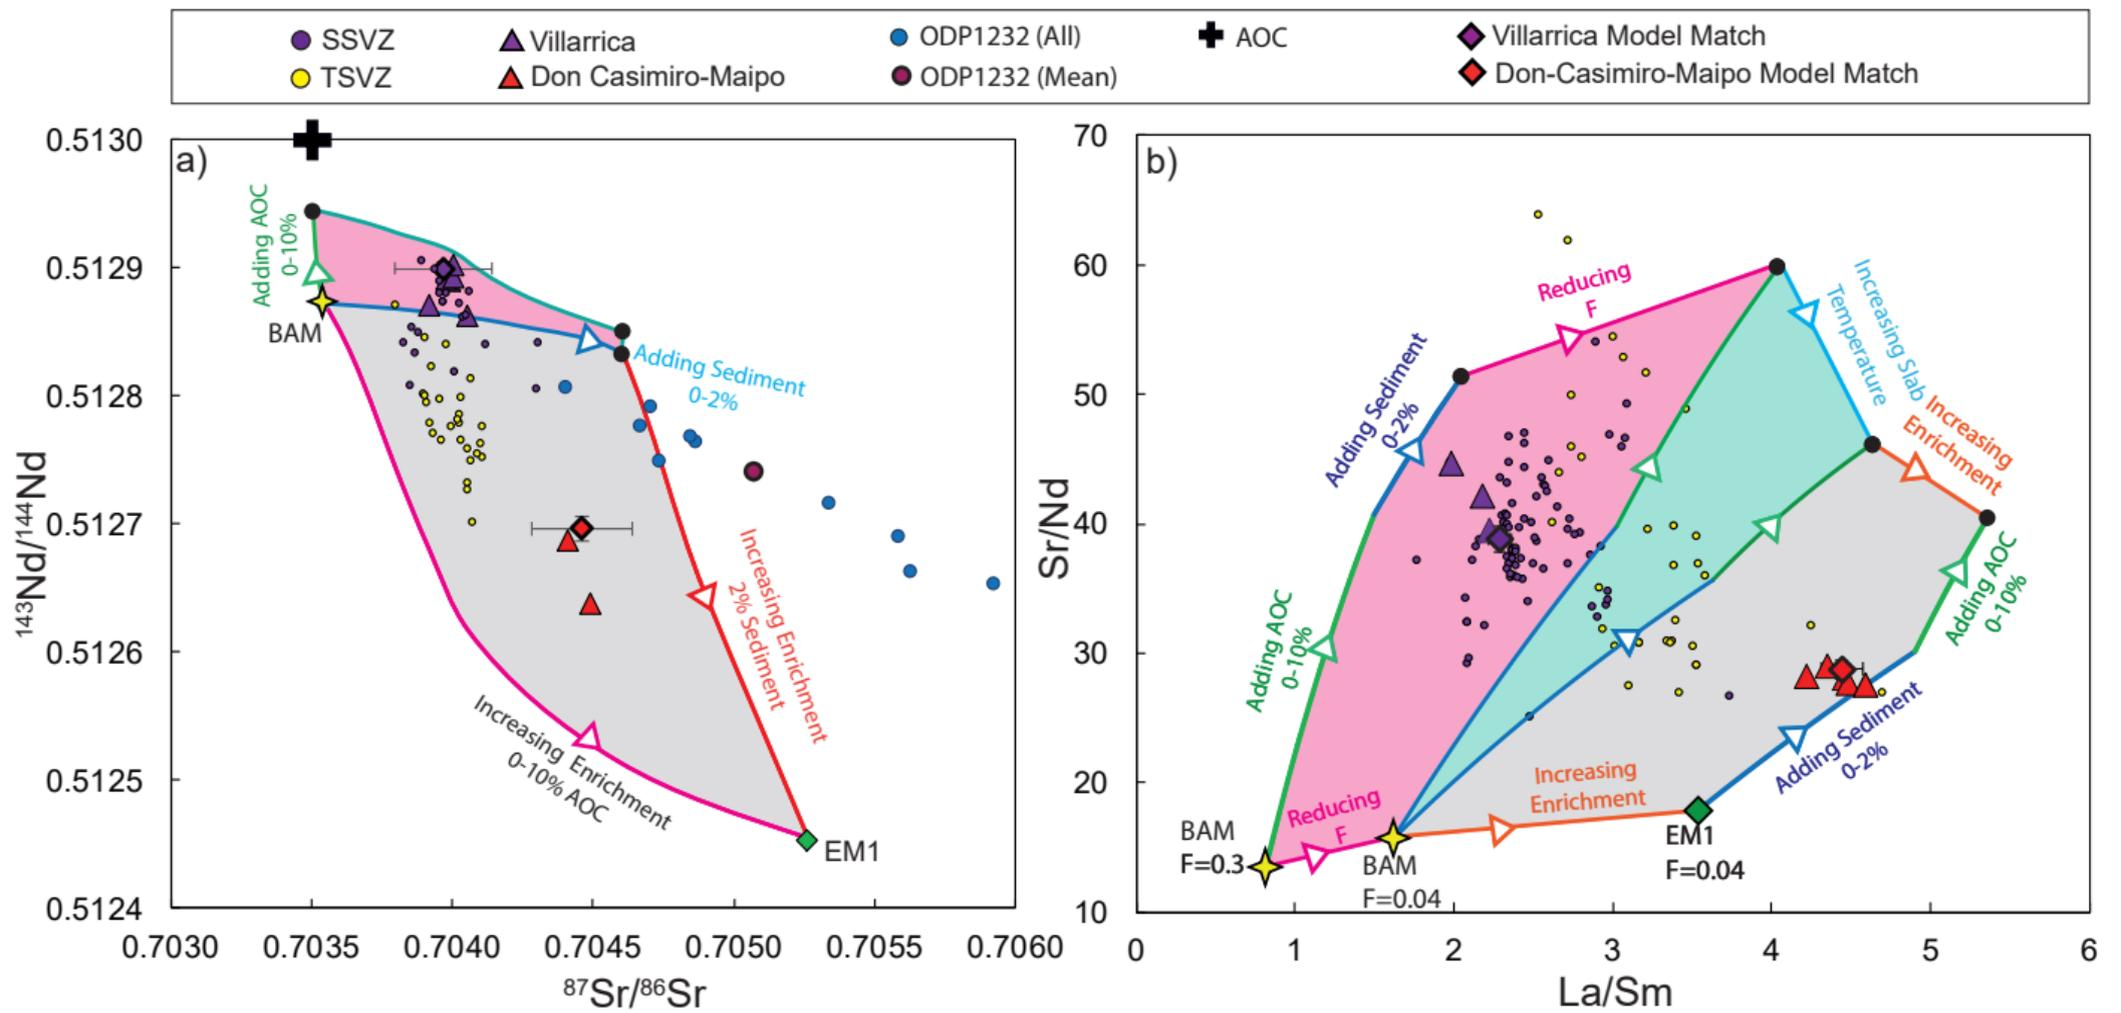 SSVZ
TSVZ
Villarrica
Don Casimiro-Maipo
ODP1232 (All)
ODP1232 (Mean)
AOC
Villarrica Model Match
Don-Casimiro-Maipo Model Match
a)
0.5130
0.5129
0.5128
0.5127
0.5126
0.5125
0.5124
143Nd/144Nd
0.7030
0.7035
0.7040
0.7045
0.7050
0.7055
0.7060
87Sr/86Sr
Adding AOC
0-10%
BAM
Adding Sediment
0-2%
Increasing Enrichment
2% Sediment
Increasing Enrichment
0-10% AOC
EM1
b)
70
60
50
40
30
20
10
Sr/Nd
0
1
2
3
4
5
6
La/Sm
Reducing
F
Increasing Slab
Temperature
Adding Sediment
0-2%
Increasing
Enrichment
Adding AOC
0-10%
Adding AOC
0-10%
Adding Sediment
0-2%
Increasing
Enrichment
Reducing
F
BAM
F=0.3
BAM
F=0.04
EM1
F=0.04